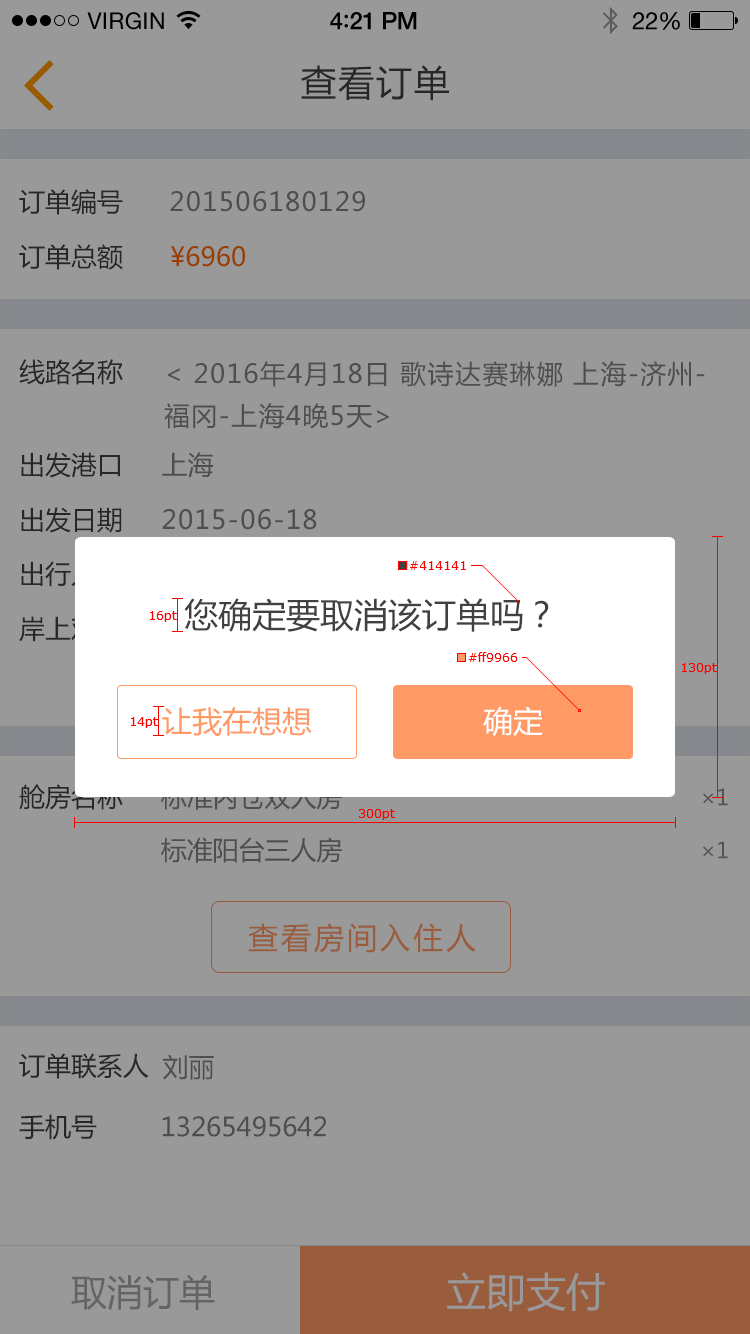 VIRGIN 4:21 PM 22%
查看订单
订单编号 201506180129
订单总额 ¥6960
线路名称 < 2016年4月18日 歌诗达赛琳娜 上海-济州-
福冈-上海4晚5天>
出发港口 上海
出发日期 2015-06-18
出行
岸上
#414141
16pt 您确定要取消该订单吗？
#ff9966
130pt
14pt 让我在想想 确定
舱房名称 标准内仓双人房 ×1
300pt
标准阳台三人房 ×1
查看房间入住人
订单联系人 刘丽
手机号 13265495642
取消订单 立即支付